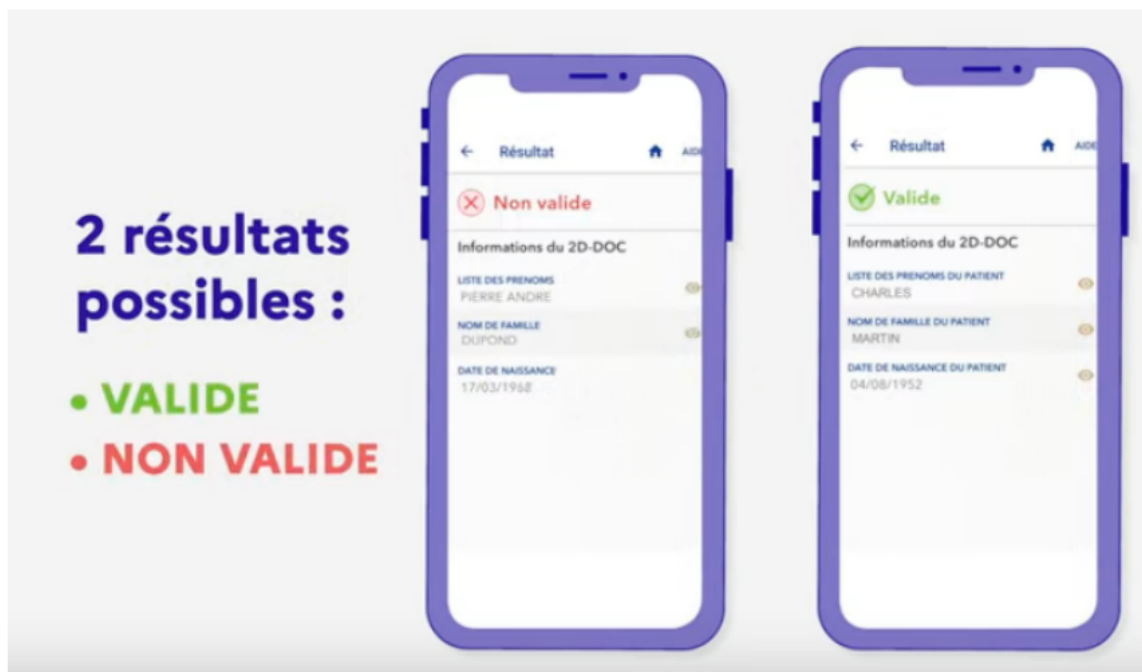 2 résultats
possibles :
• VALIDE
• NON VALIDE
← Résultat AIDE
Non valide
Informations du 2D-DOC
LISTE DES PRENOMS
PIERRE ANDRE
NOM DE FAMILLE
DUPOND
DATE DE NAISSANCE
17/03/1968
← Résultat AIDE
Valide
Informations du 2D-DOC
LISTE DES PRENOMS DU PATIENT
CHARLES
NOM DE FAMILLE DU PATIENT
MARTIN
DATE DE NAISSANCE DU PATIENT
04/08/1952